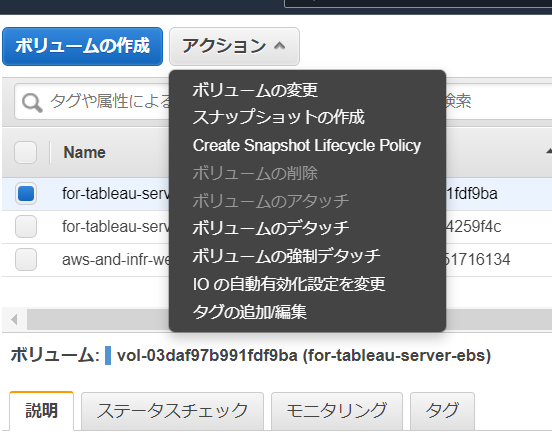 ボリュームの作成
アクション
タグや属性による
検索
ボリュームの変更
スナップショットの作成
Create Snapshot Lifecycle Policy
ボリュームの削除
ボリュームのアタッチ
ボリュームのデタッチ
ボリュームの強制デタッチ
IO の自動有効化設定を変更
タグの追加/編集
Name
for-tableau-serv
1fdf9ba
for-tableau-serv
4259f4c
aws-and-infr-we
51716134
ボリューム: vol-03daf97b991fdf9ba (for-tableau-server-ebs)
説明
ステータスチェック
モニタリング
タグ